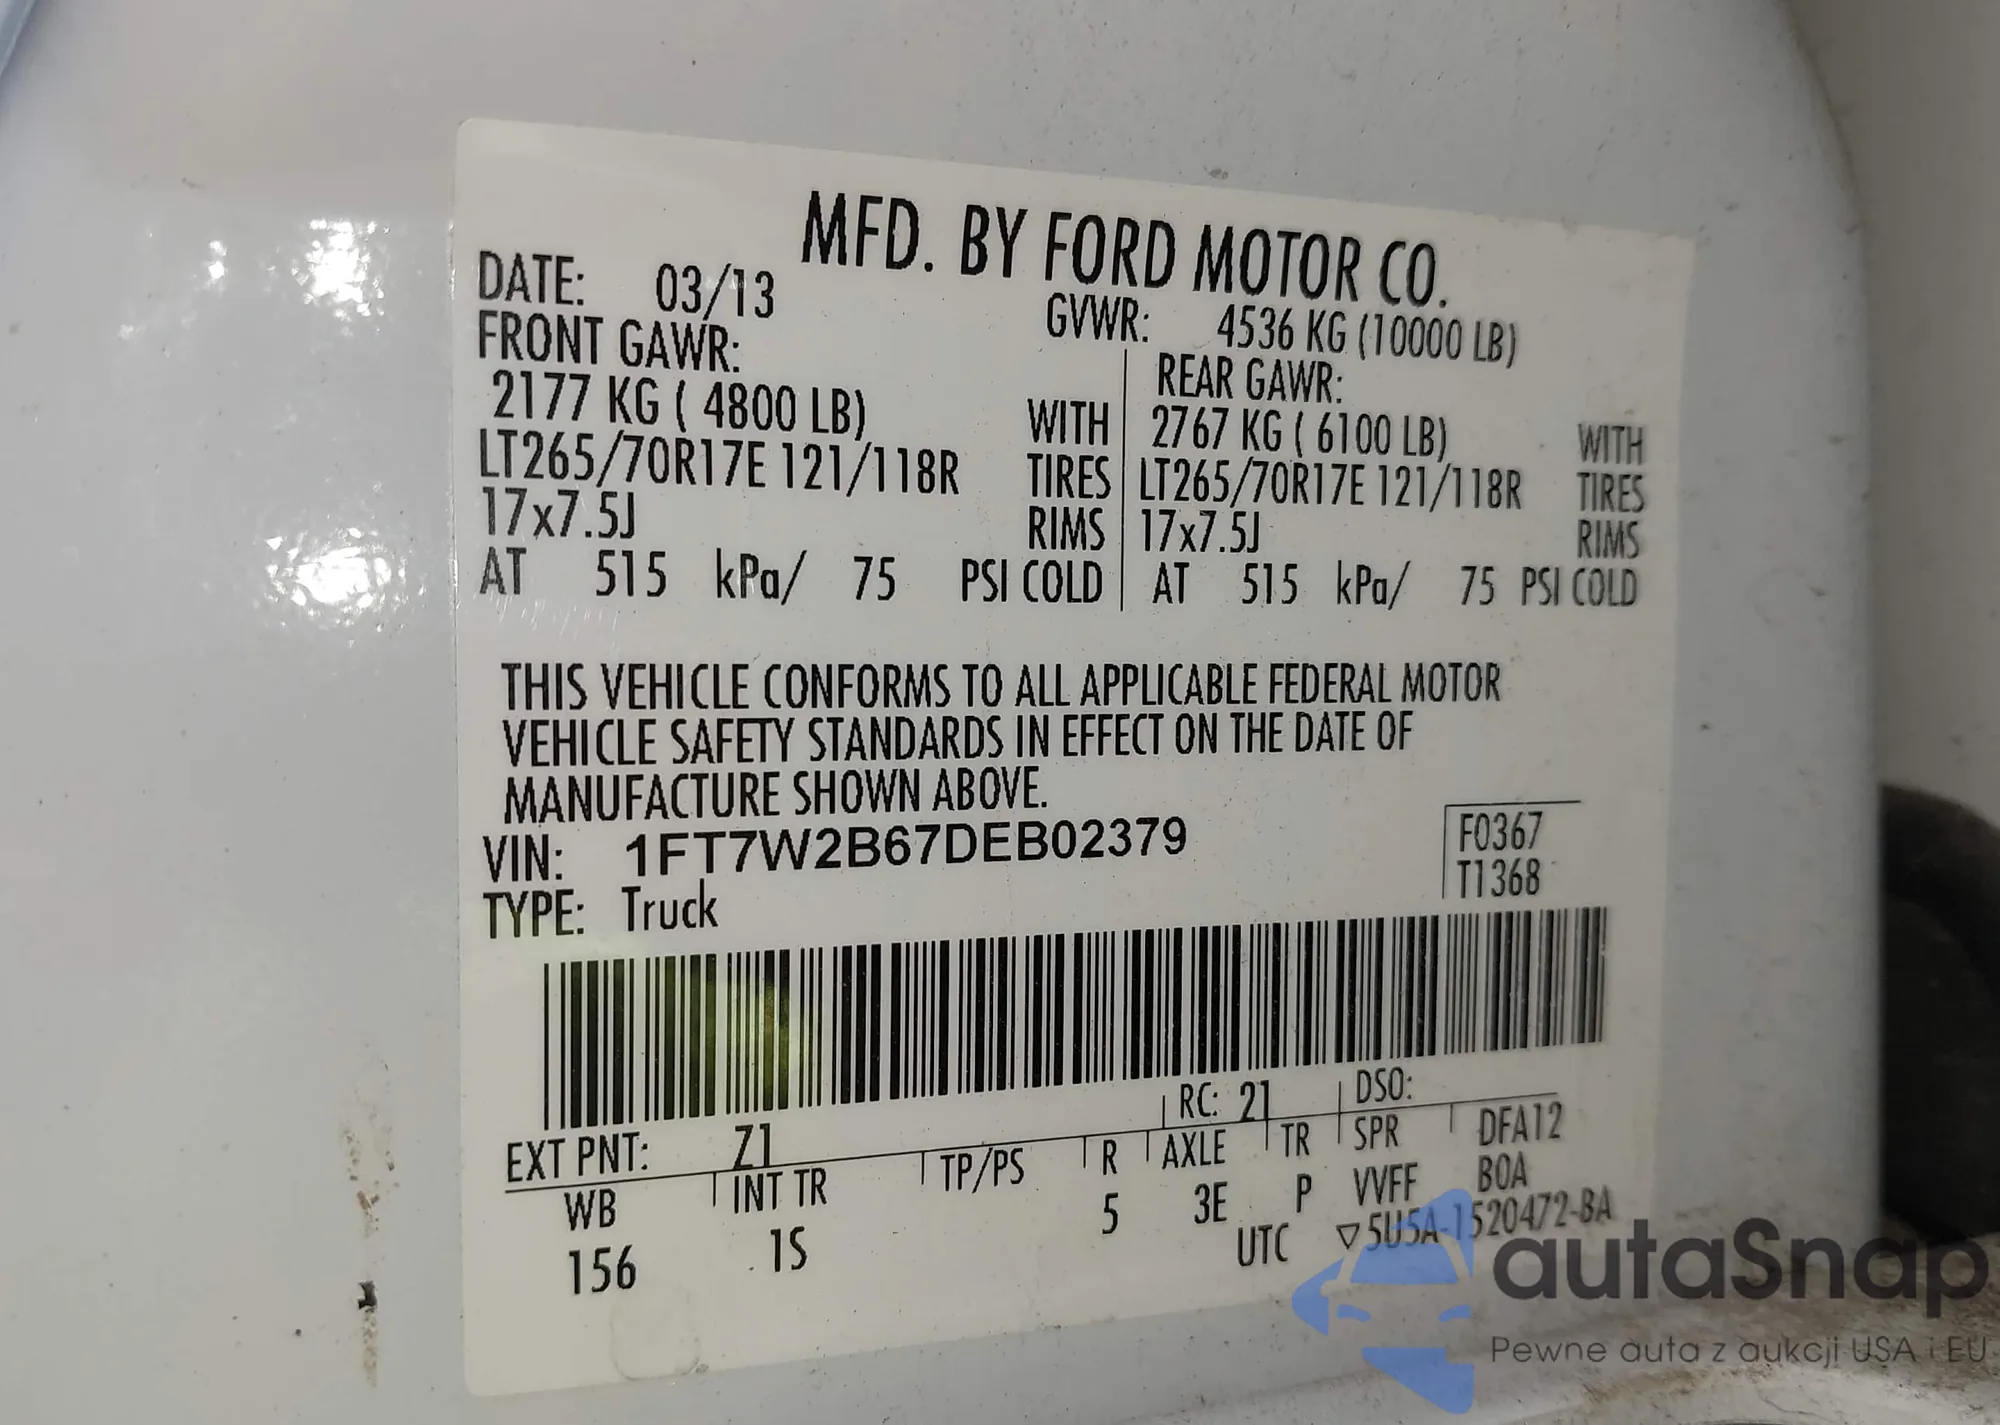 MFD. BY FORD MOTOR CO.
DATE: 03/13 GVWR: 4536 KG (10000 LB)
FRONT GAWR: REAR GAWR:
2177 KG ( 4800 LB) WITH 2767 KG ( 6100 LB) WITH
LT265/70R17E 121/118R TIRES LT265/70R17E 121/118R TIRES
17x7.5J RIMS 17x7.5J RIMS
AT 515 kPa/ 75 PSI COLD AT 515 kPa/ 75 PSI COLD
THIS VEHICLE CONFORMS TO ALL APPLICABLE FEDERAL MOTOR
VEHICLE SAFETY STANDARDS IN EFFECT ON THE DATE OF
MANUFACTURE SHOWN ABOVE.
VIN: 1FT7W2B67DEB02379 F0367
TYPE: Truck T1368
EXT PNT: Z1 RC: 21 DSO:
WB INT TR TP/PS R AXLE TR SPR DFA12
156 1S 5 3E P VVFF B0A
UTC ▽5U5A-1520472-BA
autaSnap
Pewne auta z aukcji USA i EU